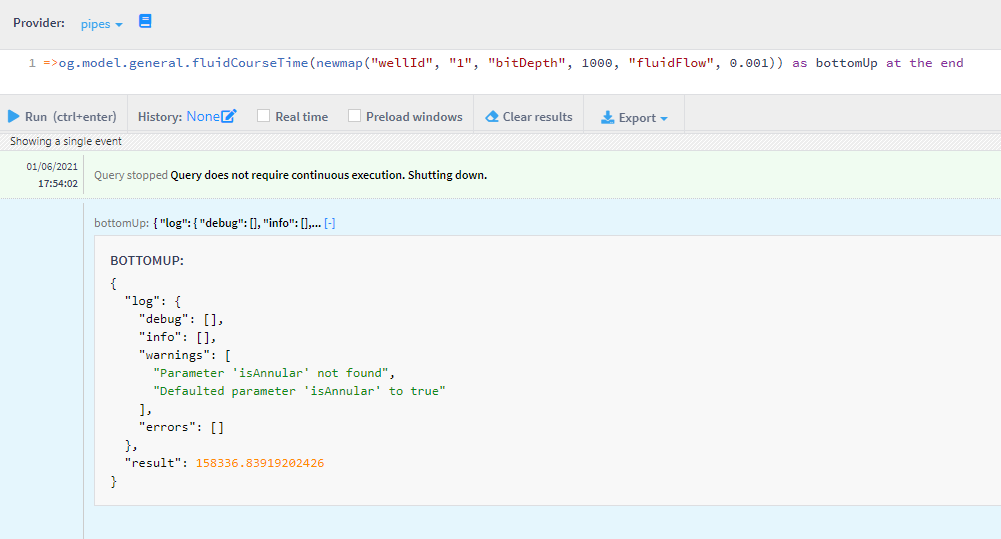 Provider: pipes
1 =>og.model.general.fluidCourseTime(newmap("wellId", "1", "bitDepth", 1000, "fluidFlow", 0.001)) as bottomUp at the end
Run (ctrl+enter) History: None Real time Preload windows Clear results Export
Showing a single event
01/06/2021
17:54:02
Query stopped Query does not require continuous execution. Shutting down.
bottomUp: { "log": { "debug": [], "info": [],... [-]
BOTTOMUP:
{
"log": {
"debug": [],
"info": [],
"warnings": [
"Parameter 'isAnnular' not found",
"Defaulted parameter 'isAnnular' to true"
],
"errors": []
},
"result": 158336.83919202426
}